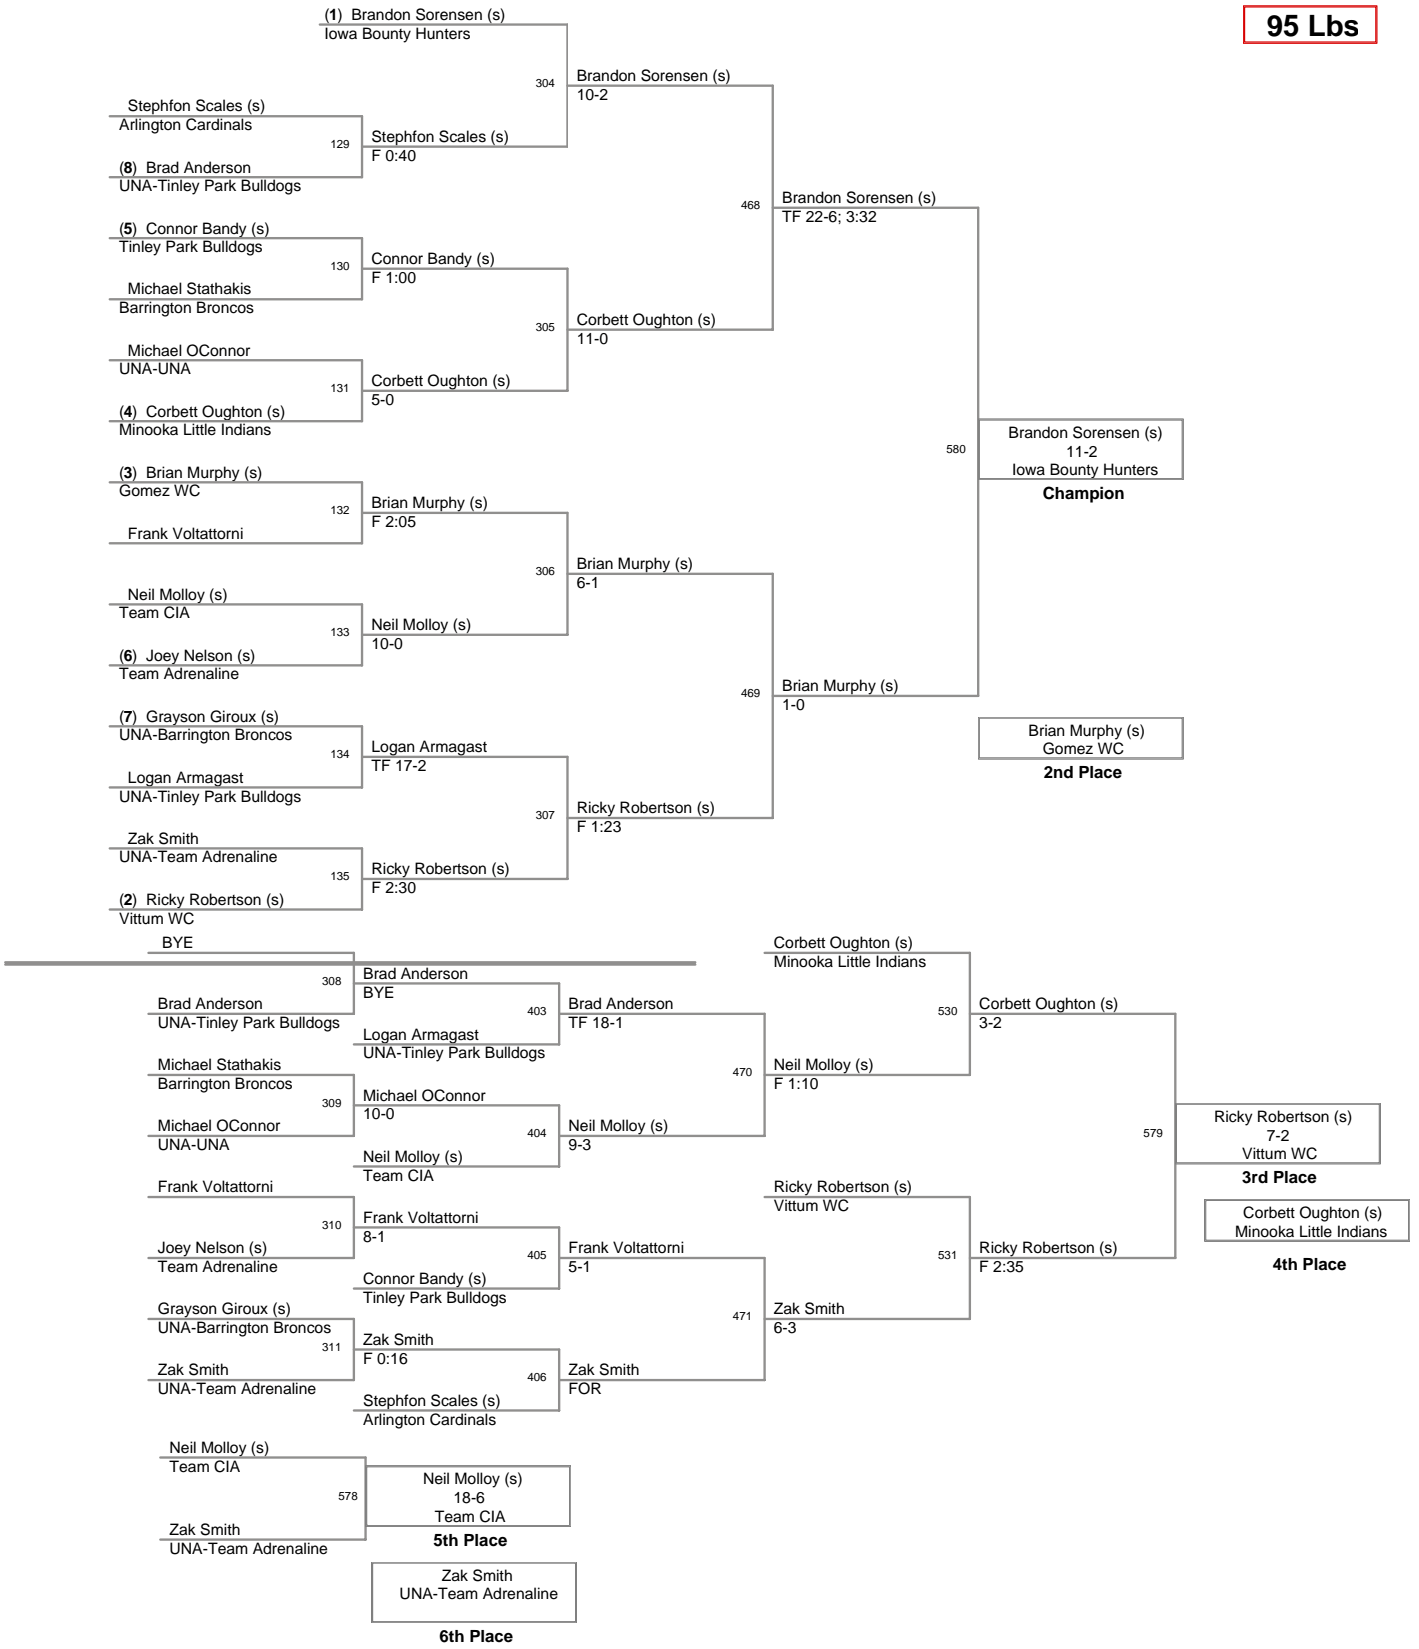 95 Lbs
(1) Brandon Sorensen (s)
Iowa Bounty Hunters
304
Brandon Sorensen (s)
10-2
Stephfon Scales (s)
Arlington Cardinals
129
Stephfon Scales (s)
F 0:40
(8) Brad Anderson
UNA-Tinley Park Bulldogs
468
Brandon Sorensen (s)
TF 22-6; 3:32
(5) Connor Bandy (s)
Tinley Park Bulldogs
130
Connor Bandy (s)
F 1:00
Michael Stathakis
Barrington Broncos
305
Corbett Oughton (s)
11-0
Michael OConnor
UNA-UNA
131
Corbett Oughton (s)
5-0
(4) Corbett Oughton (s)
Minooka Little Indians
580
Brandon Sorensen (s)
11-2
Iowa Bounty Hunters
Champion
(3) Brian Murphy (s)
Gomez WC
132
Brian Murphy (s)
F 2:05
Frank Voltattorni
306
Brian Murphy (s)
6-1
Neil Molloy (s)
Team CIA
133
Neil Molloy (s)
10-0
(6) Joey Nelson (s)
Team Adrenaline
469
Brian Murphy (s)
1-0
(7) Grayson Giroux (s)
UNA-Barrington Broncos
134
Logan Armagast
TF 17-2
Logan Armagast
UNA-Tinley Park Bulldogs
Brian Murphy (s)
Gomez WC
2nd Place
307
Ricky Robertson (s)
F 1:23
Zak Smith
UNA-Team Adrenaline
135
Ricky Robertson (s)
F 2:30
(2) Ricky Robertson (s)
Vittum WC
BYE
308
Brad Anderson
BYE
Brad Anderson
UNA-Tinley Park Bulldogs
403
Brad Anderson
TF 18-1
Logan Armagast
UNA-Tinley Park Bulldogs
Corbett Oughton (s)
Minooka Little Indians
530
Corbett Oughton (s)
3-2
470
Neil Molloy (s)
F 1:10
Michael Stathakis
Barrington Broncos
309
Michael OConnor
10-0
Michael OConnor
UNA-UNA
404
Neil Molloy (s)
9-3
Neil Molloy (s)
Team CIA
579
Ricky Robertson (s)
7-2
Vittum WC
3rd Place
Corbett Oughton (s)
Minooka Little Indians
4th Place
Frank Voltattorni
310
Frank Voltattorni
8-1
Joey Nelson (s)
Team Adrenaline
405
Frank Voltattorni
5-1
Connor Bandy (s)
Tinley Park Bulldogs
Ricky Robertson (s)
Vittum WC
531
Ricky Robertson (s)
F 2:35
471
Zak Smith
6-3
Grayson Giroux (s)
UNA-Barrington Broncos
311
Zak Smith
F 0:16
Zak Smith
UNA-Team Adrenaline
406
Zak Smith
FOR
Stephfon Scales (s)
Arlington Cardinals
Neil Molloy (s)
Team CIA
578
Neil Molloy (s)
18-6
Team CIA
5th Place
Zak Smith
UNA-Team Adrenaline
Zak Smith
UNA-Team Adrenaline
6th Place